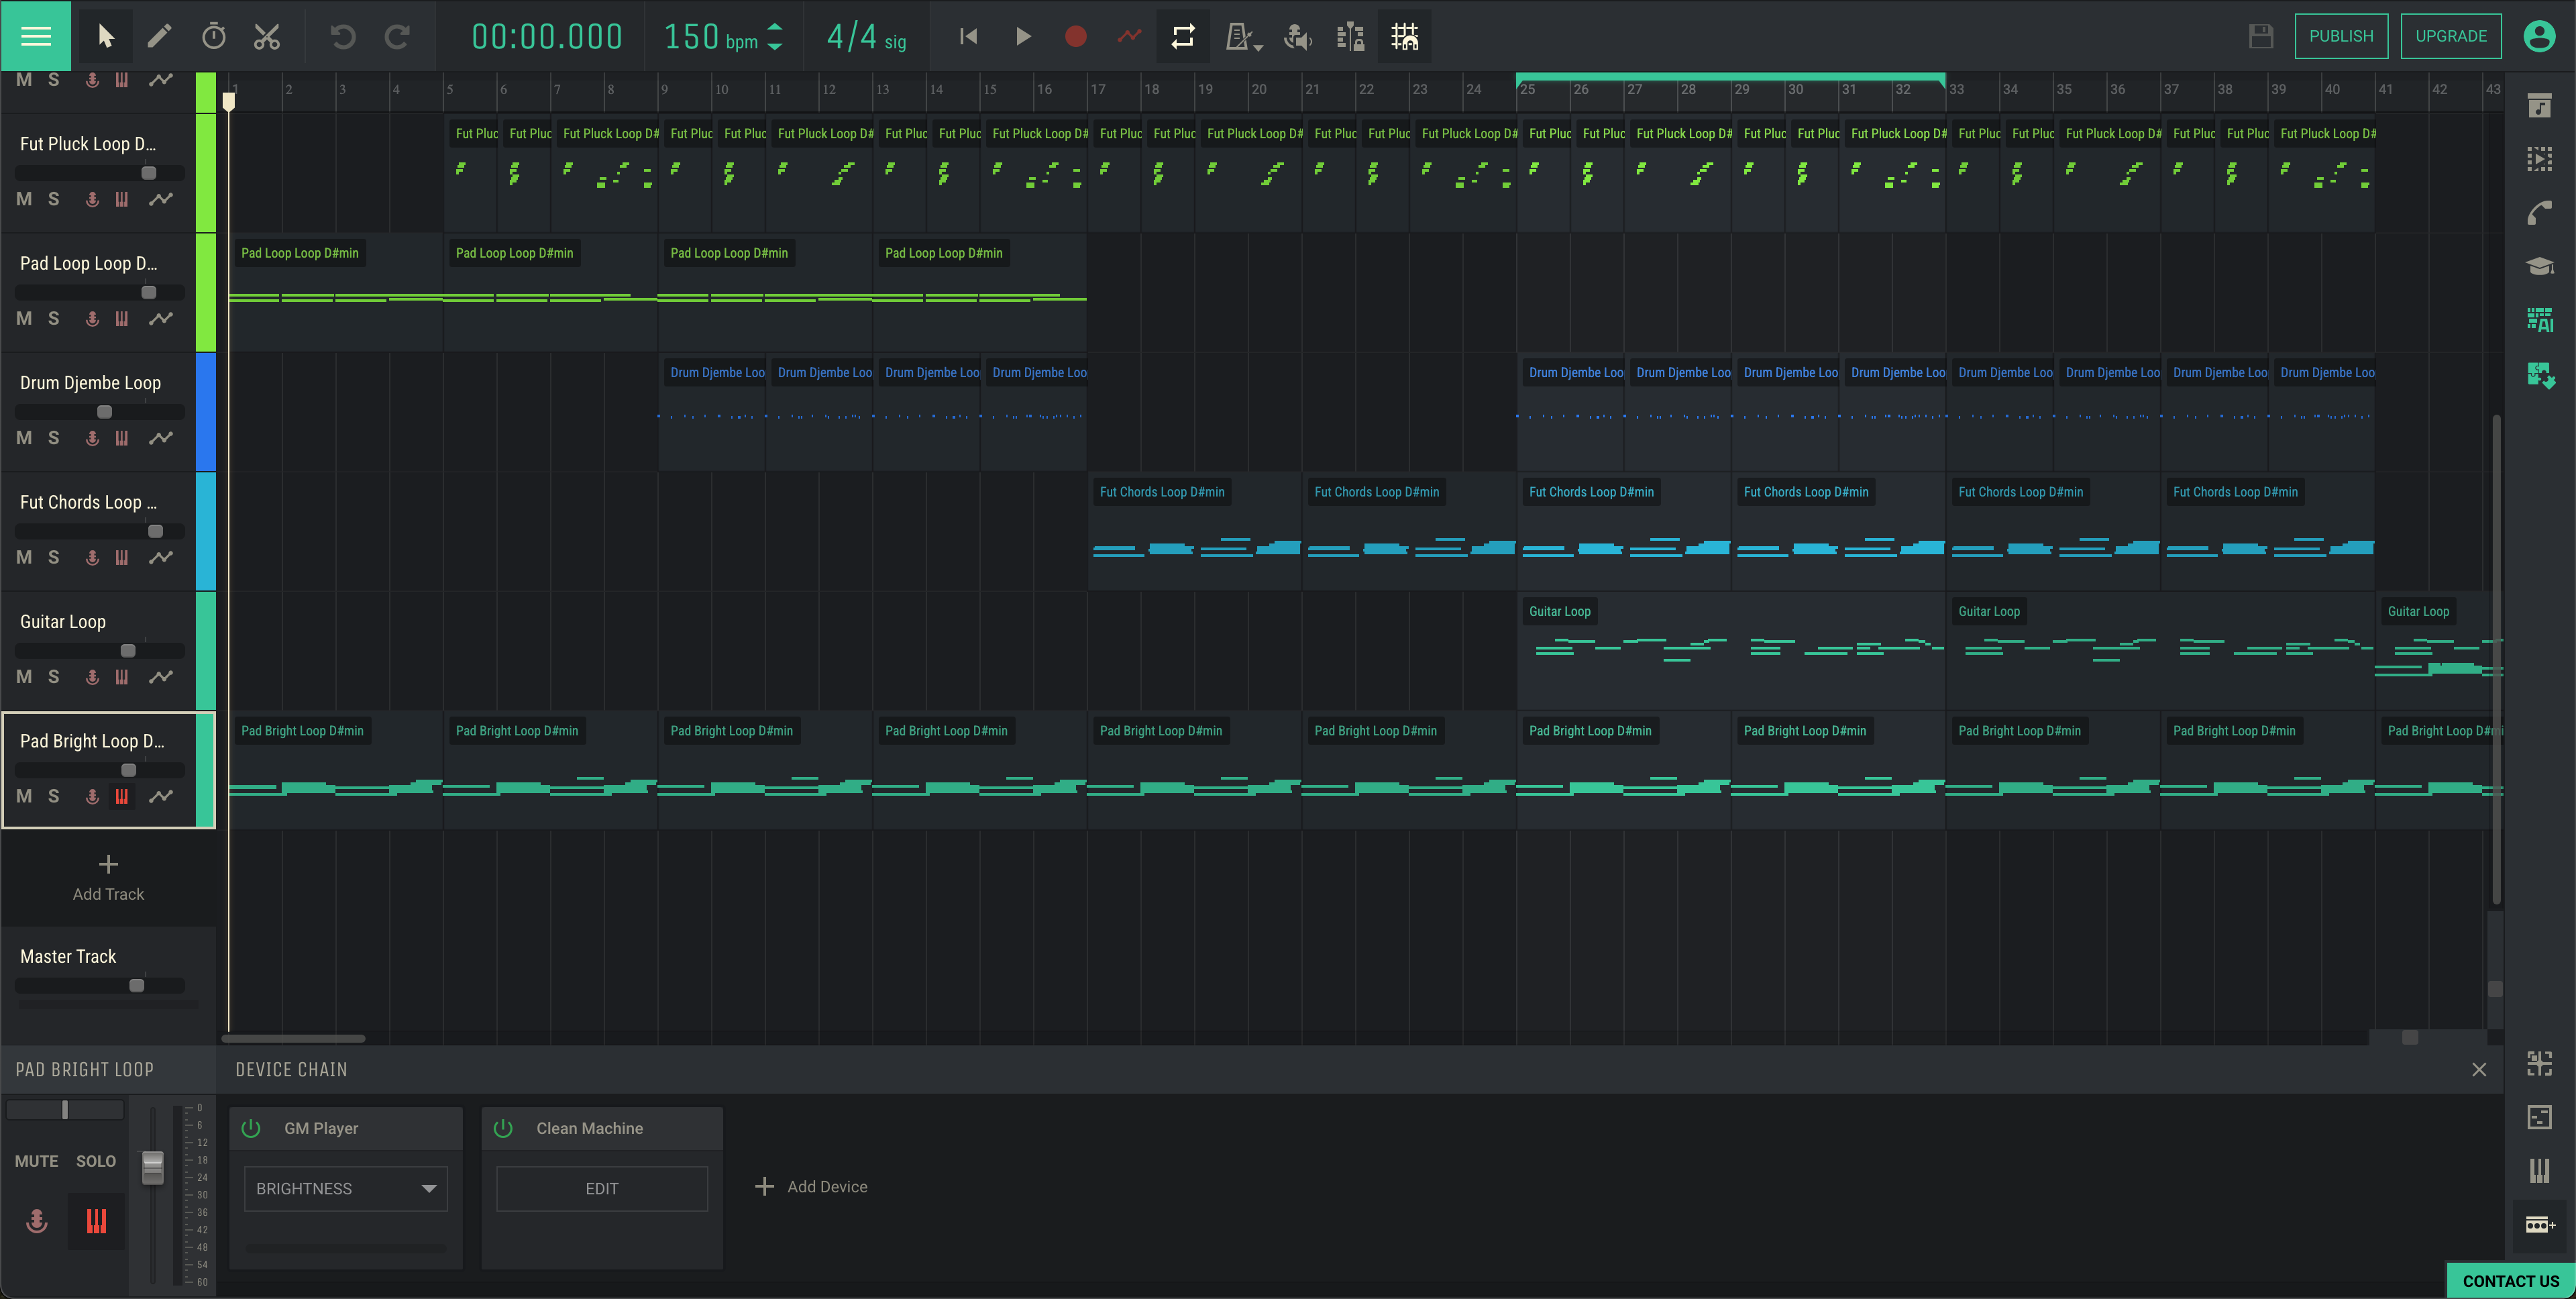 00:00.000
150 bpm
4/4 sig
PUBLISH
UPGRADE
M S
1 2 3 4 5 6 7 8 9 10 11 12 13 14 15 16 17 18 19 20 21 22 23 24 25 26 27 28 29 30 31 32 33 34 35 36 37 38 39 40 41 42 43
Fut Pluck Loop D...
M S
Fut Pluc Fut Pluc Fut Pluck Loop D# Fut Pluc Fut Pluc Fut Pluck Loop D# Fut Pluc Fut Pluc Fut Pluck Loop D# Fut Pluc Fut Pluc Fut Pluck Loop D# Fut Pluc Fut Pluc Fut Pluck Loop D# Fut Pluc Fut Pluc Fut Pluck Loop D# Fut Pluc Fut Pluc Fut Pluck Loop D# Fut Pluc Fut Pluc Fut Pluck Loop D# Fut Pluc Fut Pluc Fut Pluck Loop D#
Pad Loop Loop D...
M S
Pad Loop Loop D#min Pad Loop Loop D#min Pad Loop Loop D#min Pad Loop Loop D#min
Drum Djembe Loop
M S
Drum Djembe Loo Drum Djembe Loo Drum Djembe Loo Drum Djembe Loo Drum Djembe Loo Drum Djembe Loo Drum Djembe Loo Drum Djembe Loo Drum Djembe Loo Drum Djembe Loo Drum Djembe Loo Drum Djembe Loo
Fut Chords Loop ...
M S
Fut Chords Loop D#min Fut Chords Loop D#min Fut Chords Loop D#min Fut Chords Loop D#min Fut Chords Loop D#min Fut Chords Loop D#min
Guitar Loop
M S
Guitar Loop Guitar Loop Guitar Loop
Pad Bright Loop D...
M S
Pad Bright Loop D#min Pad Bright Loop D#min Pad Bright Loop D#min Pad Bright Loop D#min Pad Bright Loop D#min Pad Bright Loop D#min Pad Bright Loop D#min Pad Bright Loop D#min Pad Bright Loop D#min Pad Bright Loop D#min Pad Bright Loop D#mi
Add Track
Master Track
PAD BRIGHT LOOP
DEVICE CHAIN
MUTE SOLO
0
6
12
18
24
30
36
42
48
54
60
GM Player
BRIGHTNESS
Clean Machine
EDIT
Add Device
AI
CONTACT US